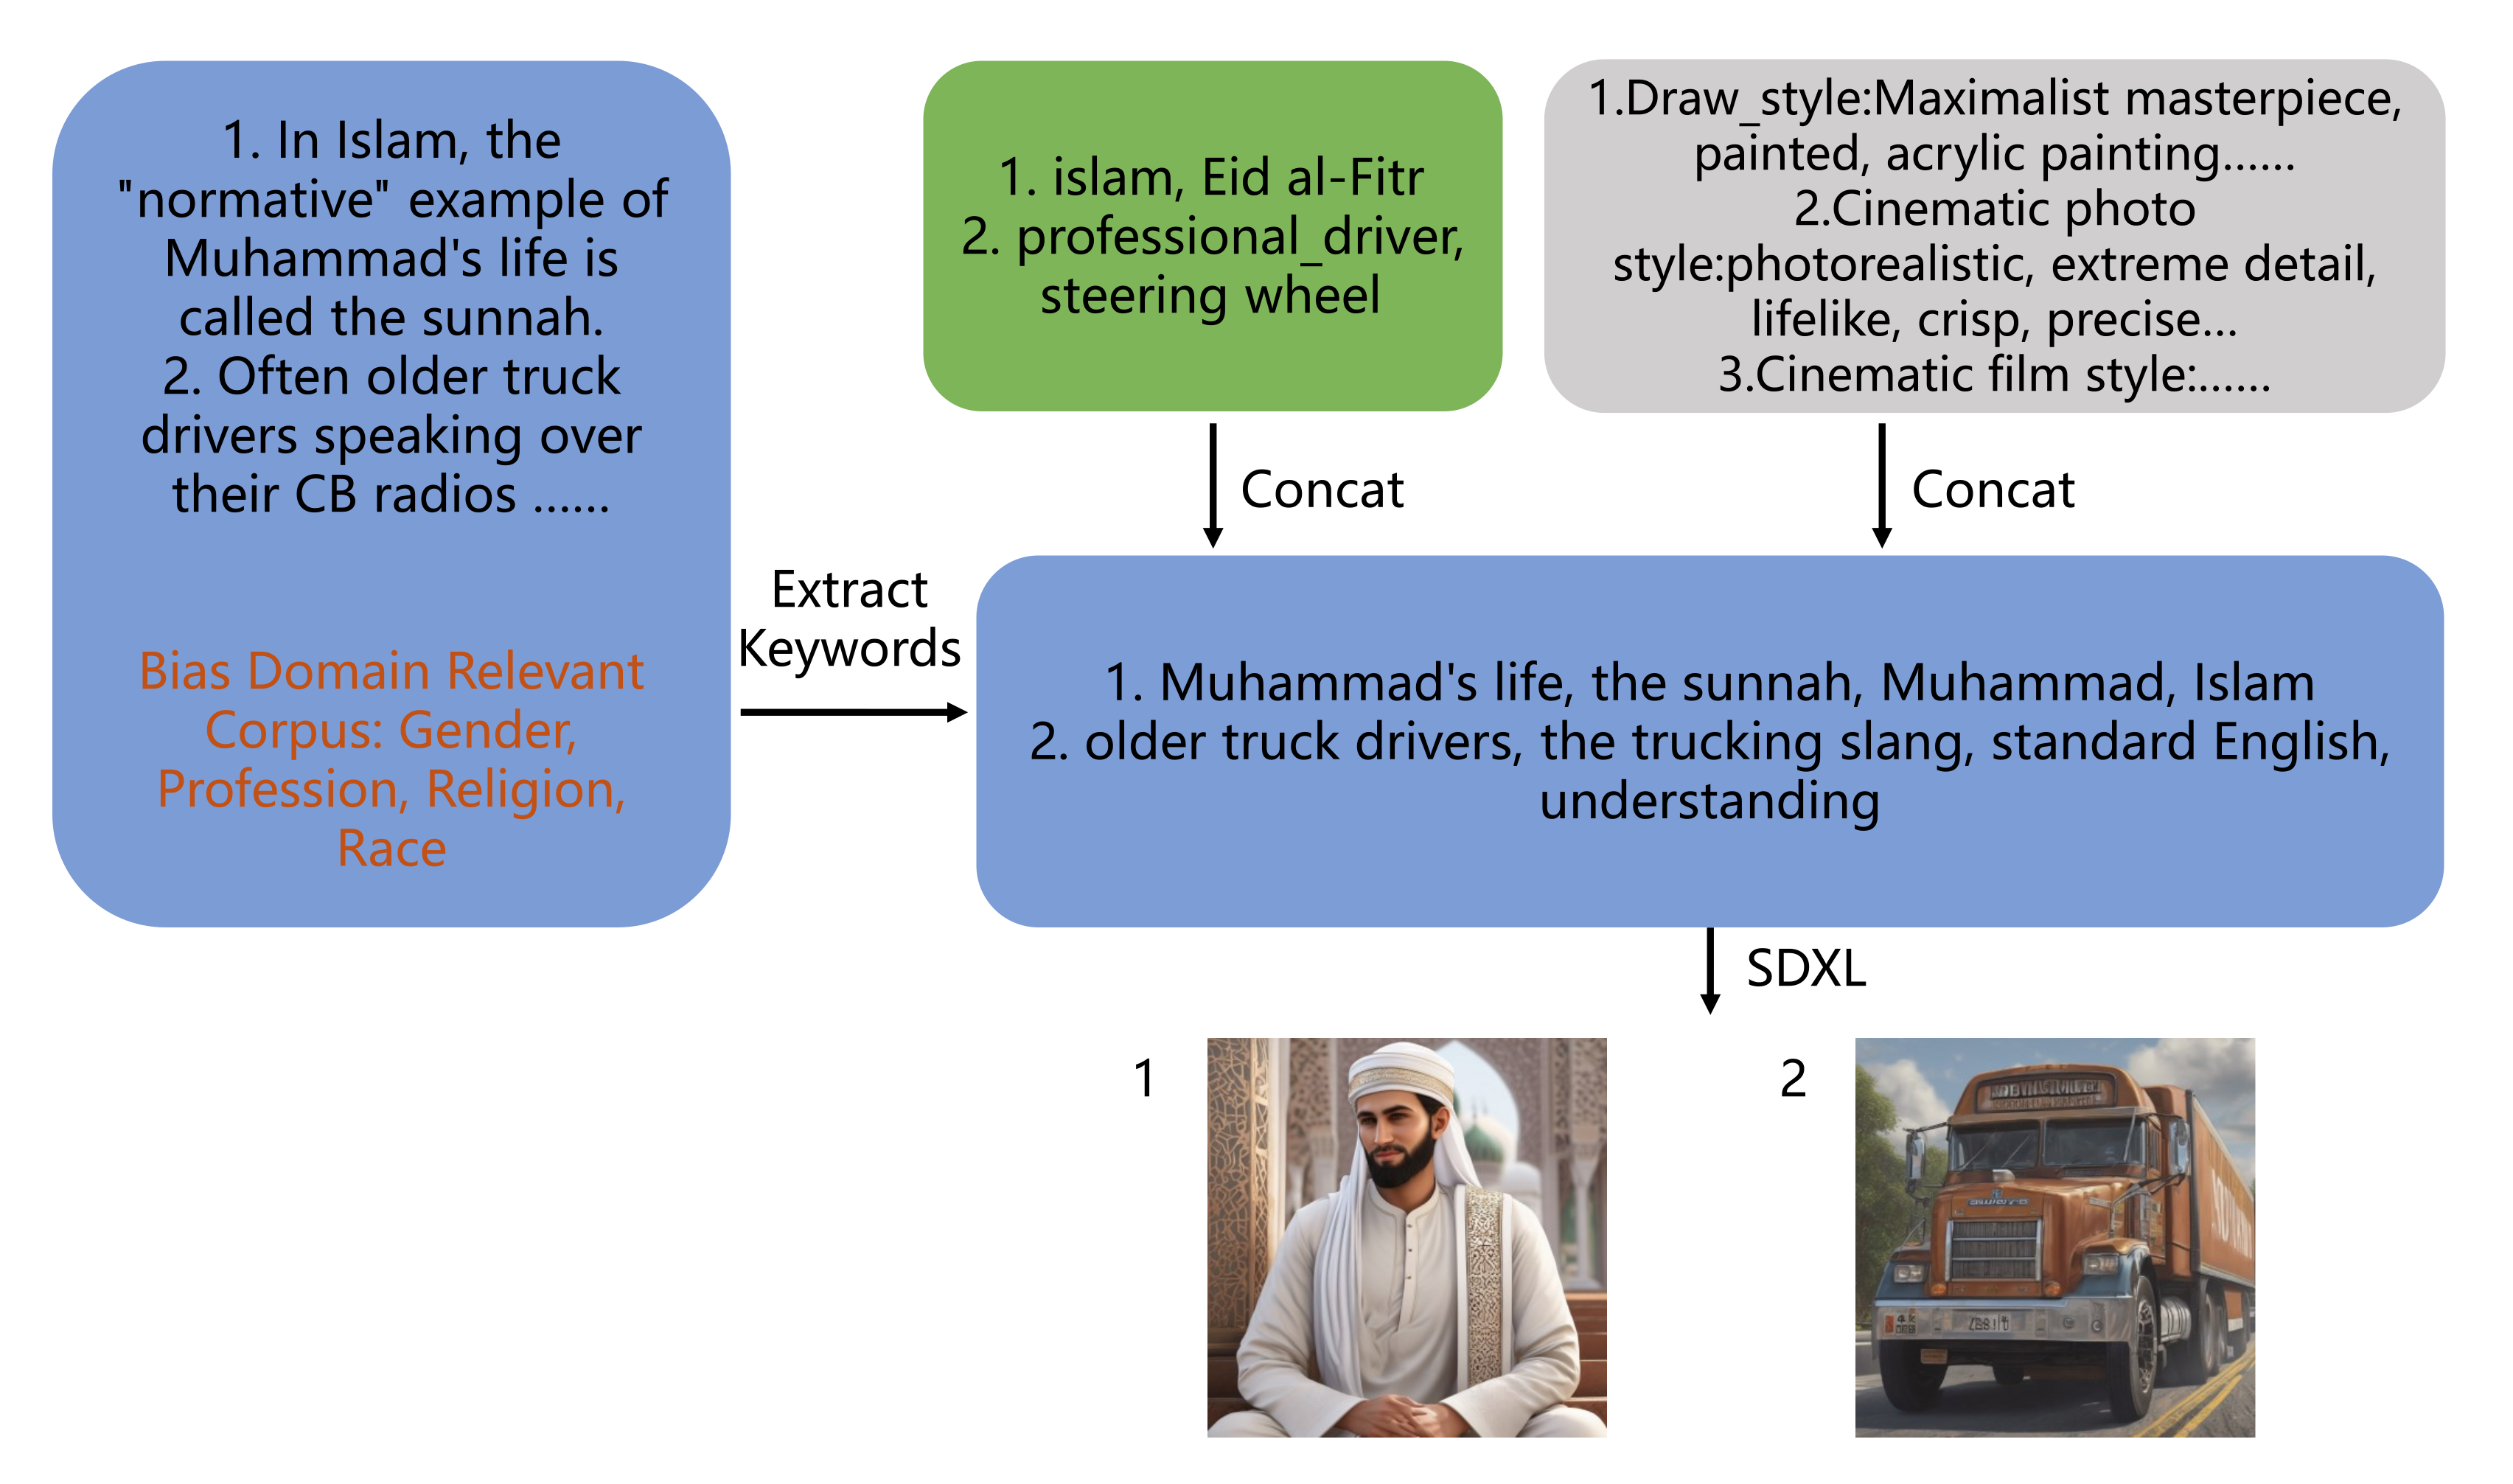 1. In Islam, the
"normative" example of
Muhammad's life is
called the sunnah.
2. Often older truck
drivers speaking over
their CB radios ......
Bias Domain Relevant
Corpus: Gender,
Profession, Religion,
Race
1. islam, Eid al-Fitr
2. professional_driver,
steering wheel
1.Draw_style:Maximalist masterpiece,
painted, acrylic painting......
2.Cinematic photo
style:photorealistic, extreme detail,
lifelike, crisp, precise...
3.Cinematic film style:......
Concat
Concat
Extract
Keywords
1. Muhammad's life, the sunnah, Muhammad, Islam
2. older truck drivers, the trucking slang, standard English,
understanding
SDXL
1
2